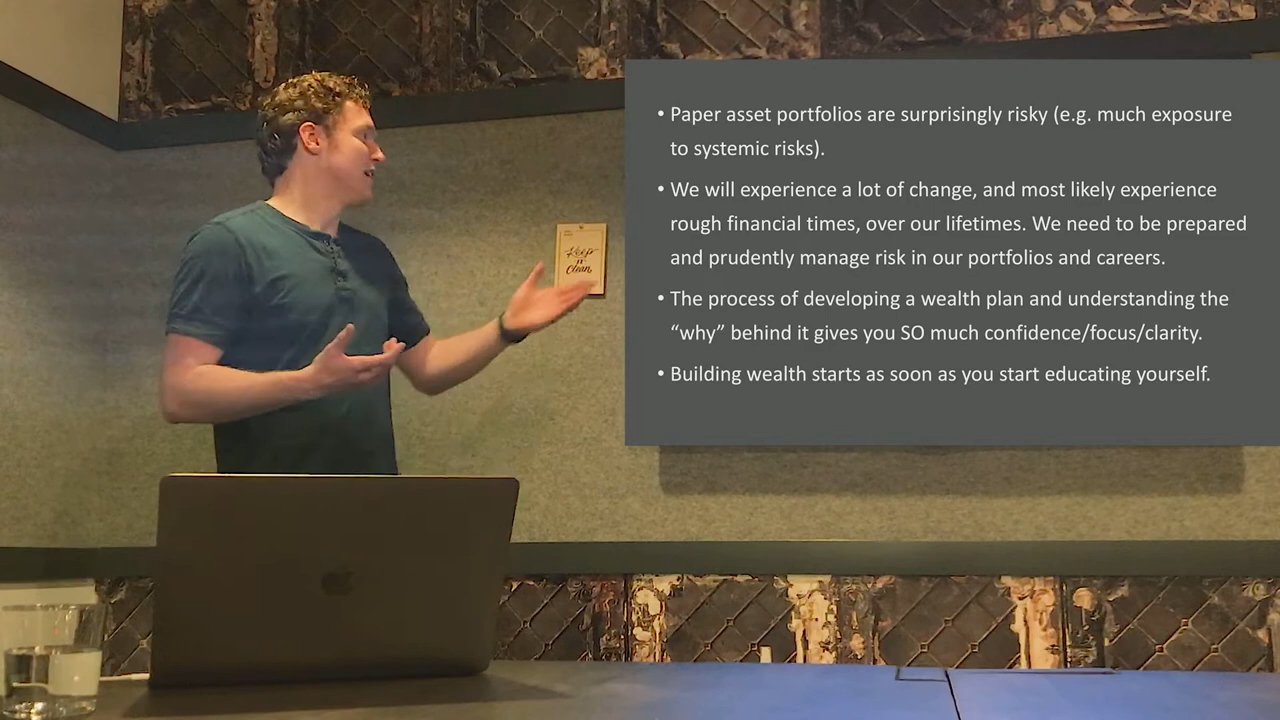 • Paper asset portfolios are surprisingly risky (e.g. much exposure
to systemic risks).
• We will experience a lot of change, and most likely experience
rough financial times, over our lifetimes. We need to be prepared
and prudently manage risk in our portfolios and careers.
• The process of developing a wealth plan and understanding the
“why” behind it gives you SO much confidence/focus/clarity.
• Building wealth starts as soon as you start educating yourself.
Keep
n
Clean